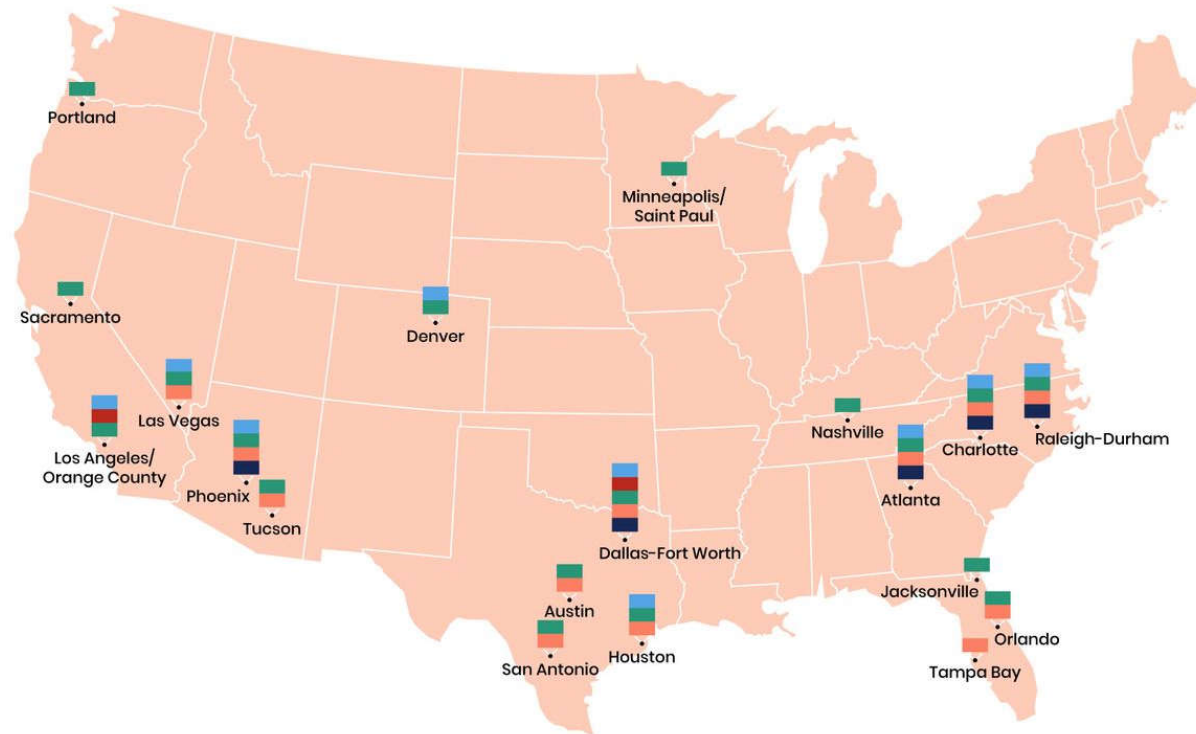 Portland
Minneapolis/
Saint Paul
Sacramento
Denver
Las Vegas
Los Angeles/
Orange County
Phoenix
Tucson
Nashville
Charlotte
Raleigh-Durham
Atlanta
Dallas-Fort Worth
Austin
San Antonio
Houston
Jacksonville
Orlando
Tampa Bay